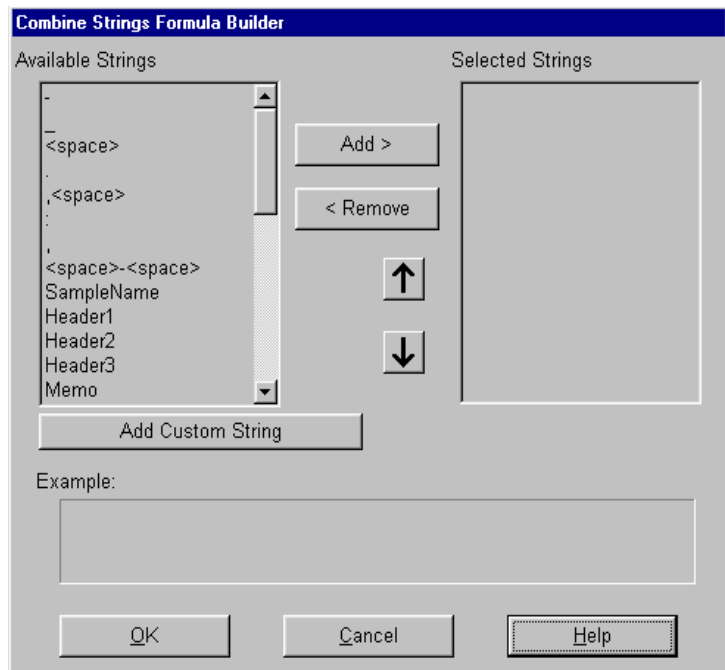 Combine Strings Formula Builder
Available Strings
Selected Strings
-
_
<space>
.
,<space>
:
,
<space>-<space>
SampleName
Header1
Header2
Header3
Memo
Add >
< Remove
Add Custom String
Example:
OK
Cancel
Help